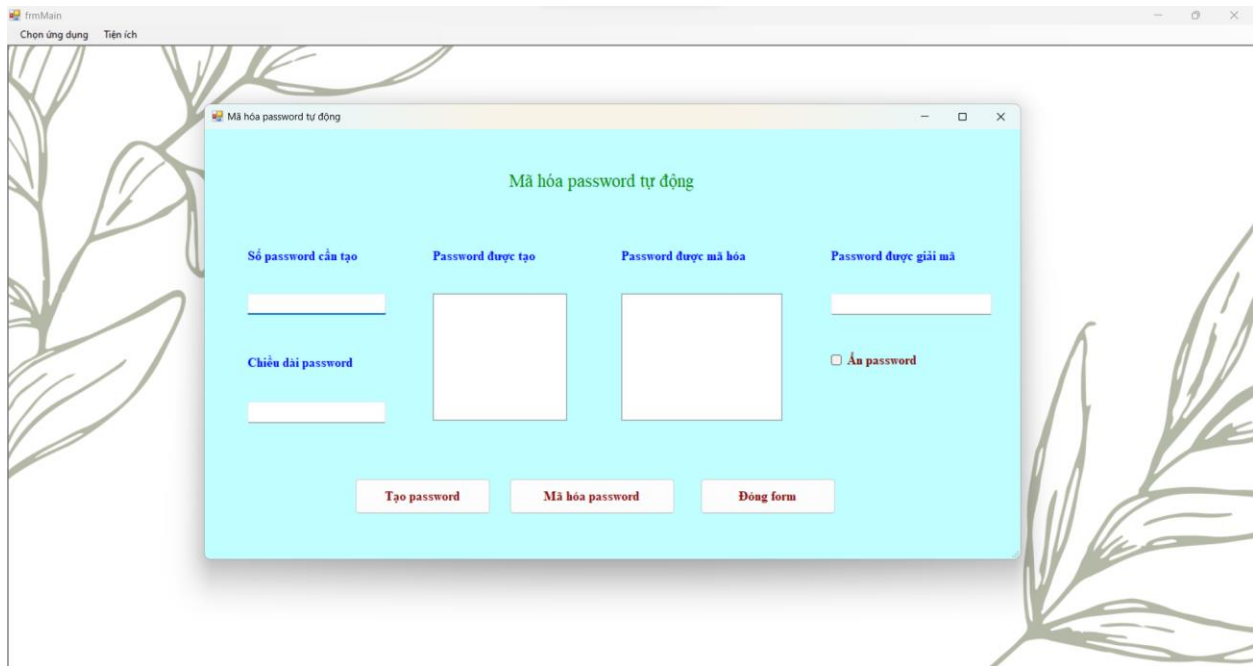 frmMain
Chọn ứng dụng Tiện ích
Mã hóa password tự động
Mã hóa password tự động
Số password cần tạo
Password được tạo
Password được mã hóa
Password được giải mã
Chiều dài password
Ẩn password
Tạo password
Mã hóa password
Đóng form